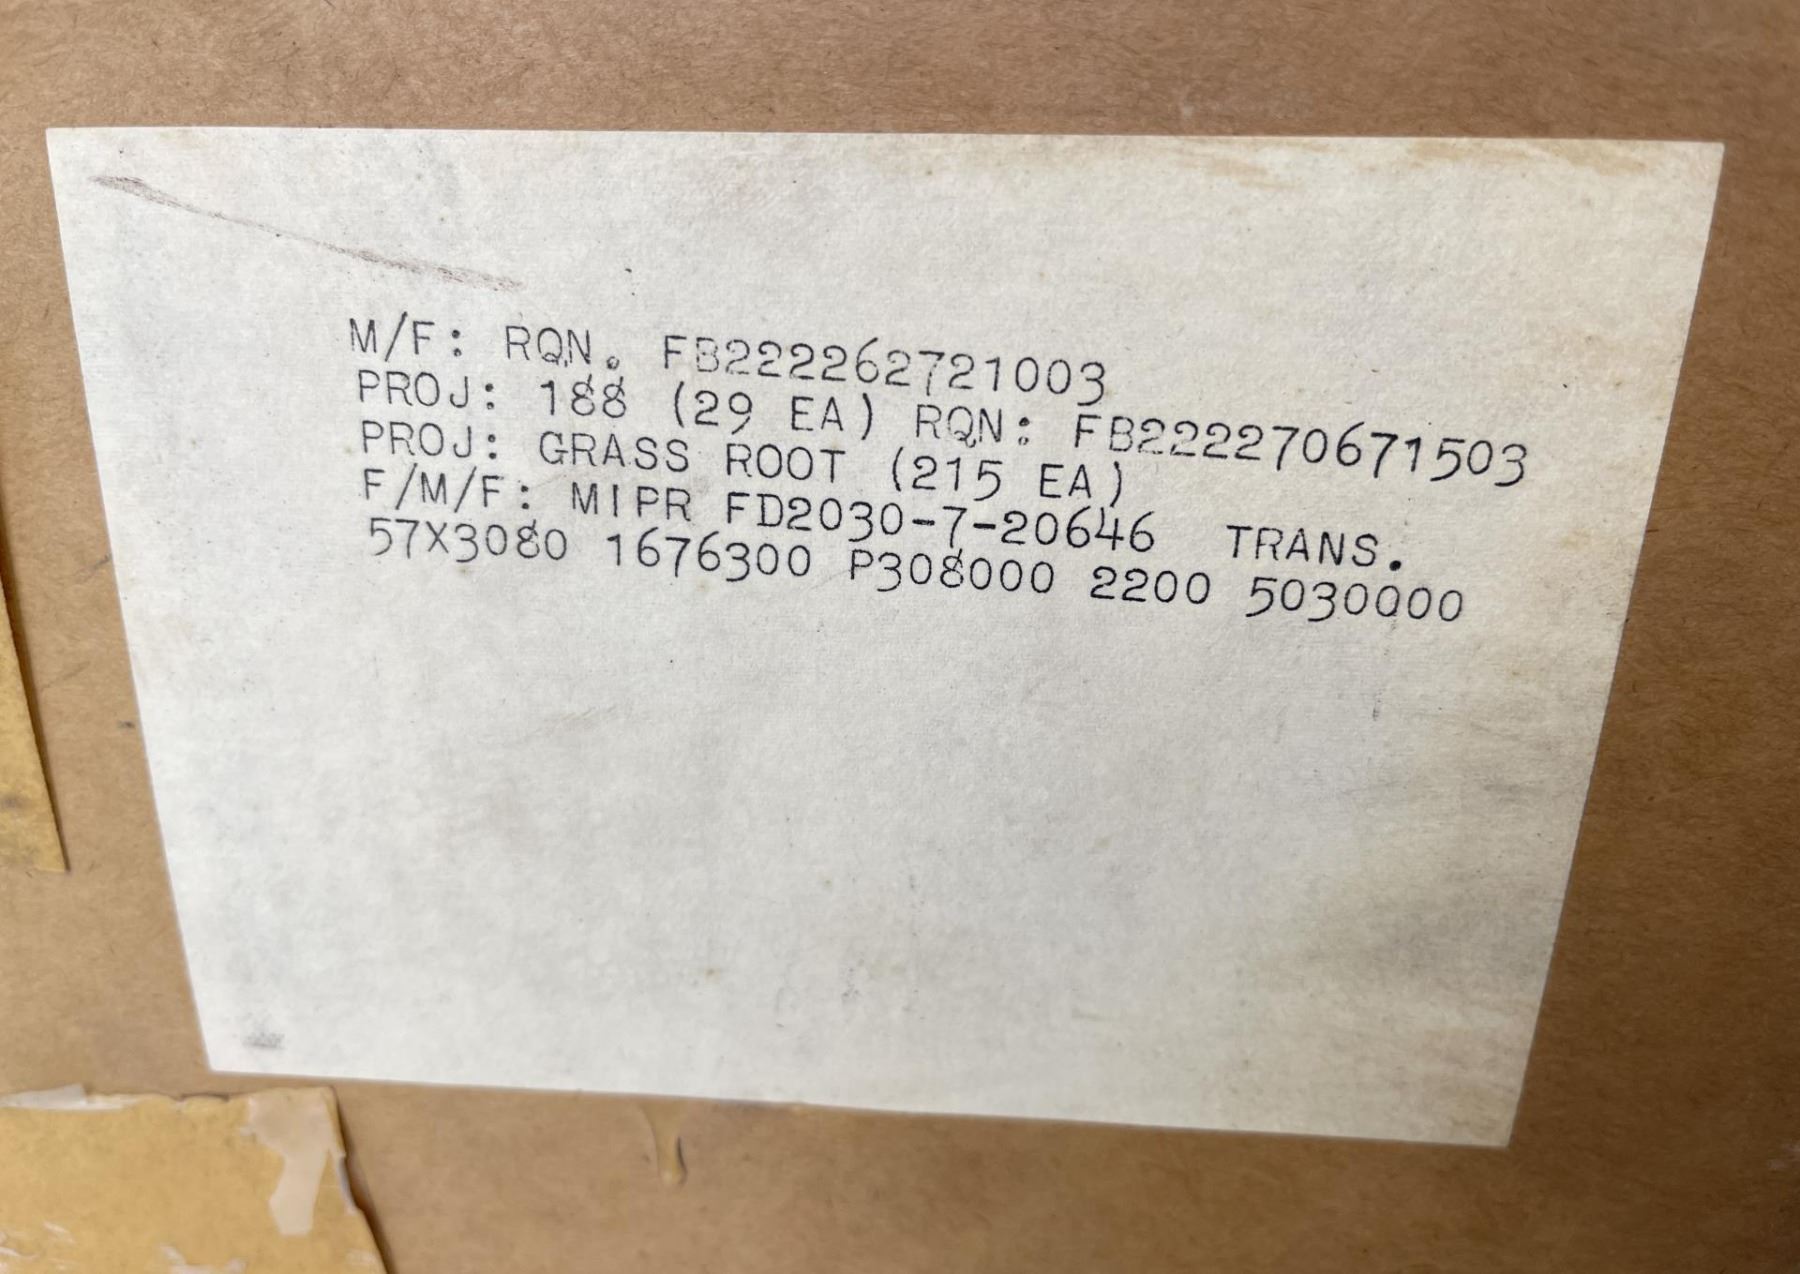 M/F: RQN. FB222262721003
PROJ: 188 (29 EA) RQN: FB222270671503
PROJ: GRASS ROOT (215 EA)
F/M/F: MIPR FD2030-7-20646 TRANS.
57X3080 1676300 P308000 2200 5030000